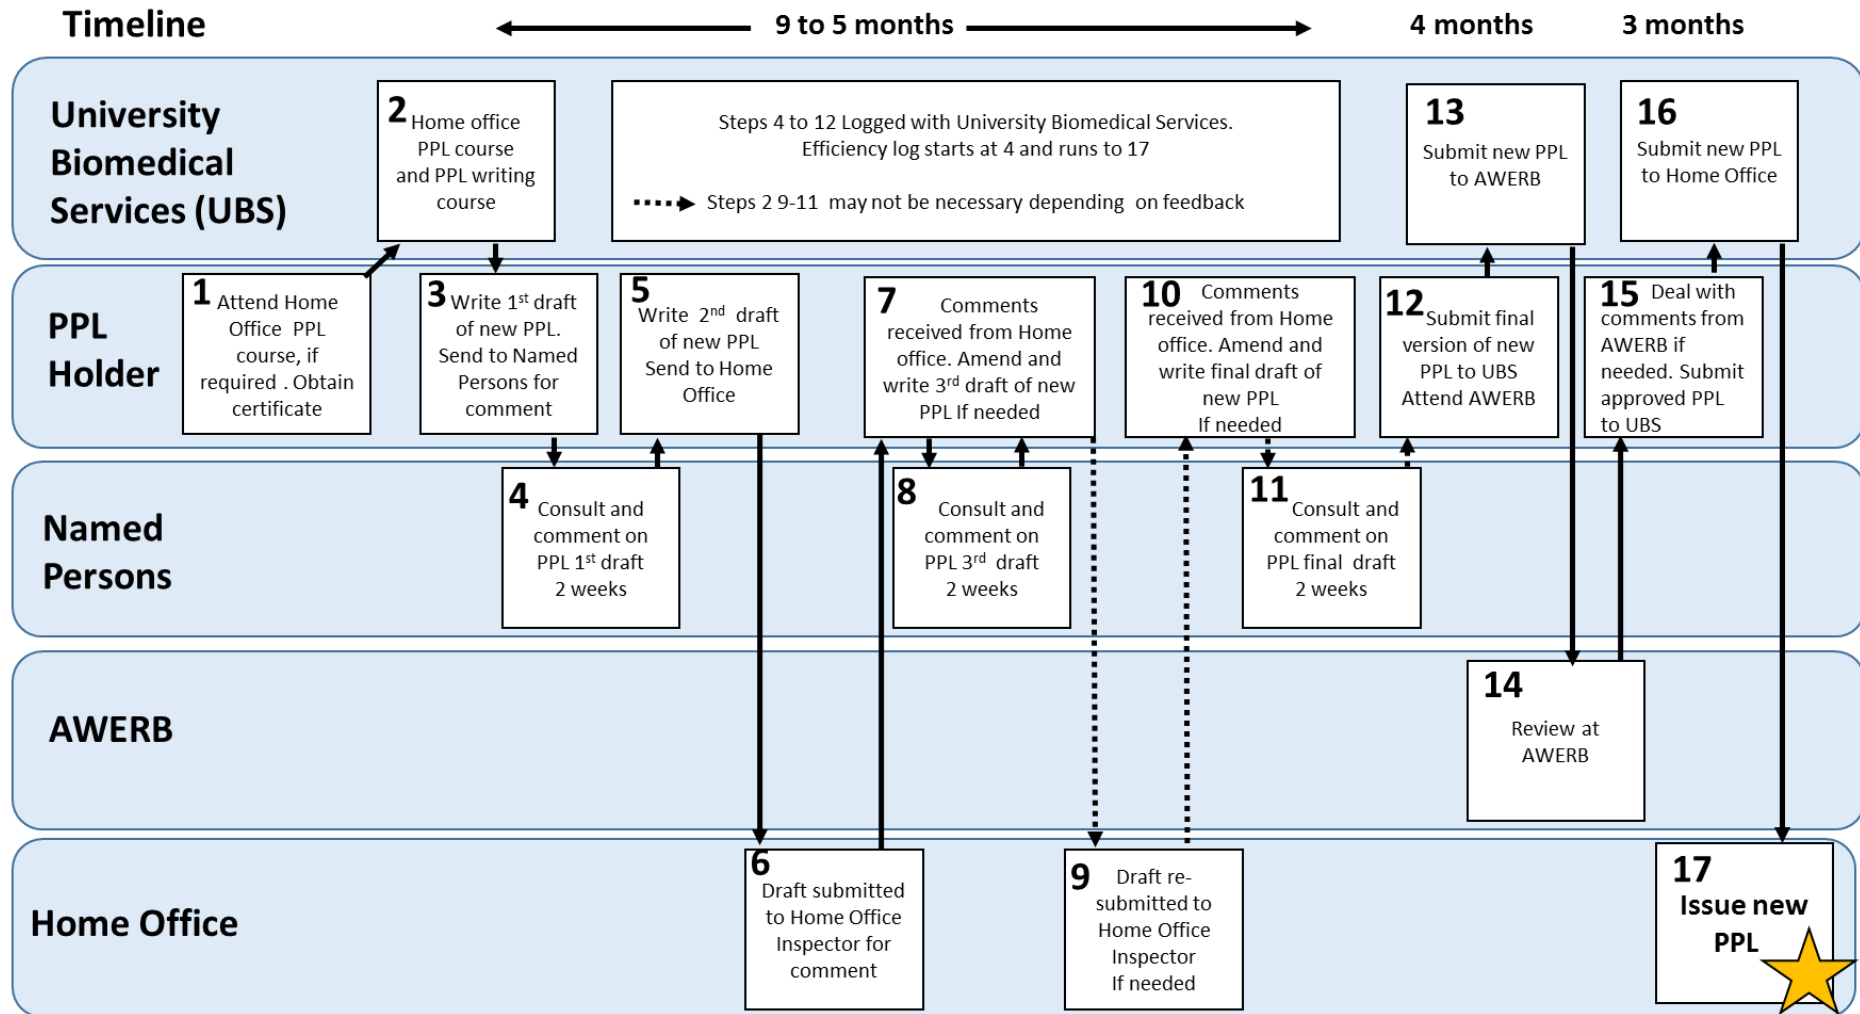 Timeline
9 to 5 months
4 months
3 months
University
Biomedical
Services (UBS)
2 Home office
PPL course
and PPL writing
course
Steps 4 to 12 Logged with University Biomedical Services.
Efficiency log starts at 4 and runs to 17
Steps 2 9-11 may not be necessary depending on feedback
13
Submit new PPL
to AWERB
16
Submit new PPL
to Home Office
PPL
Holder
1 Attend Home
Office PPL
course, if
required . Obtain
certificate
3 Write 1st draft
of new PPL.
Send to Named
Persons for
comment
5
Write 2nd draft
of new PPL
Send to Home
Office
7 Comments
received from Home
office. Amend and
write 3rd draft of new
PPL If needed
10 Comments
received from Home
office. Amend and
write final draft of
new PPL
If needed
12 Submit final
version of new
PPL to UBS
Attend AWERB
15 Deal with
comments from
AWERB if
needed. Submit
approved PPL
to UBS
Named
Persons
4 Consult and
comment on
PPL 1st draft
2 weeks
8 Consult and
comment on
PPL 3rd draft
2 weeks
11 Consult and
comment on
PPL final draft
2 weeks
AWERB
14
Review at
AWERB
Home Office
6
Draft submitted
to Home Office
Inspector for
comment
9 Draft re-
submitted to
Home Office
Inspector
If needed
17
Issue new
PPL